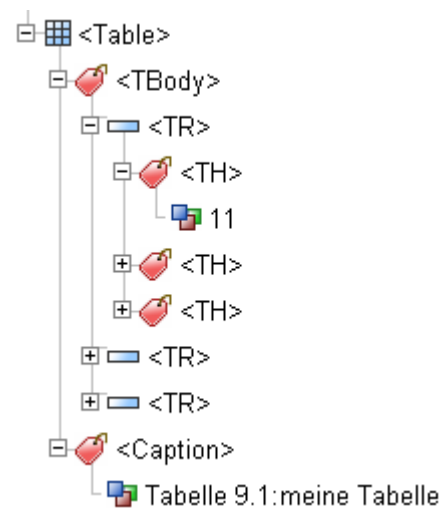 <Table>
<TBody>
<TR>
<TH>
11
<TH>
<TH>
<TR>
<TR>
<Caption>
Tabelle 9.1:meine Tabelle